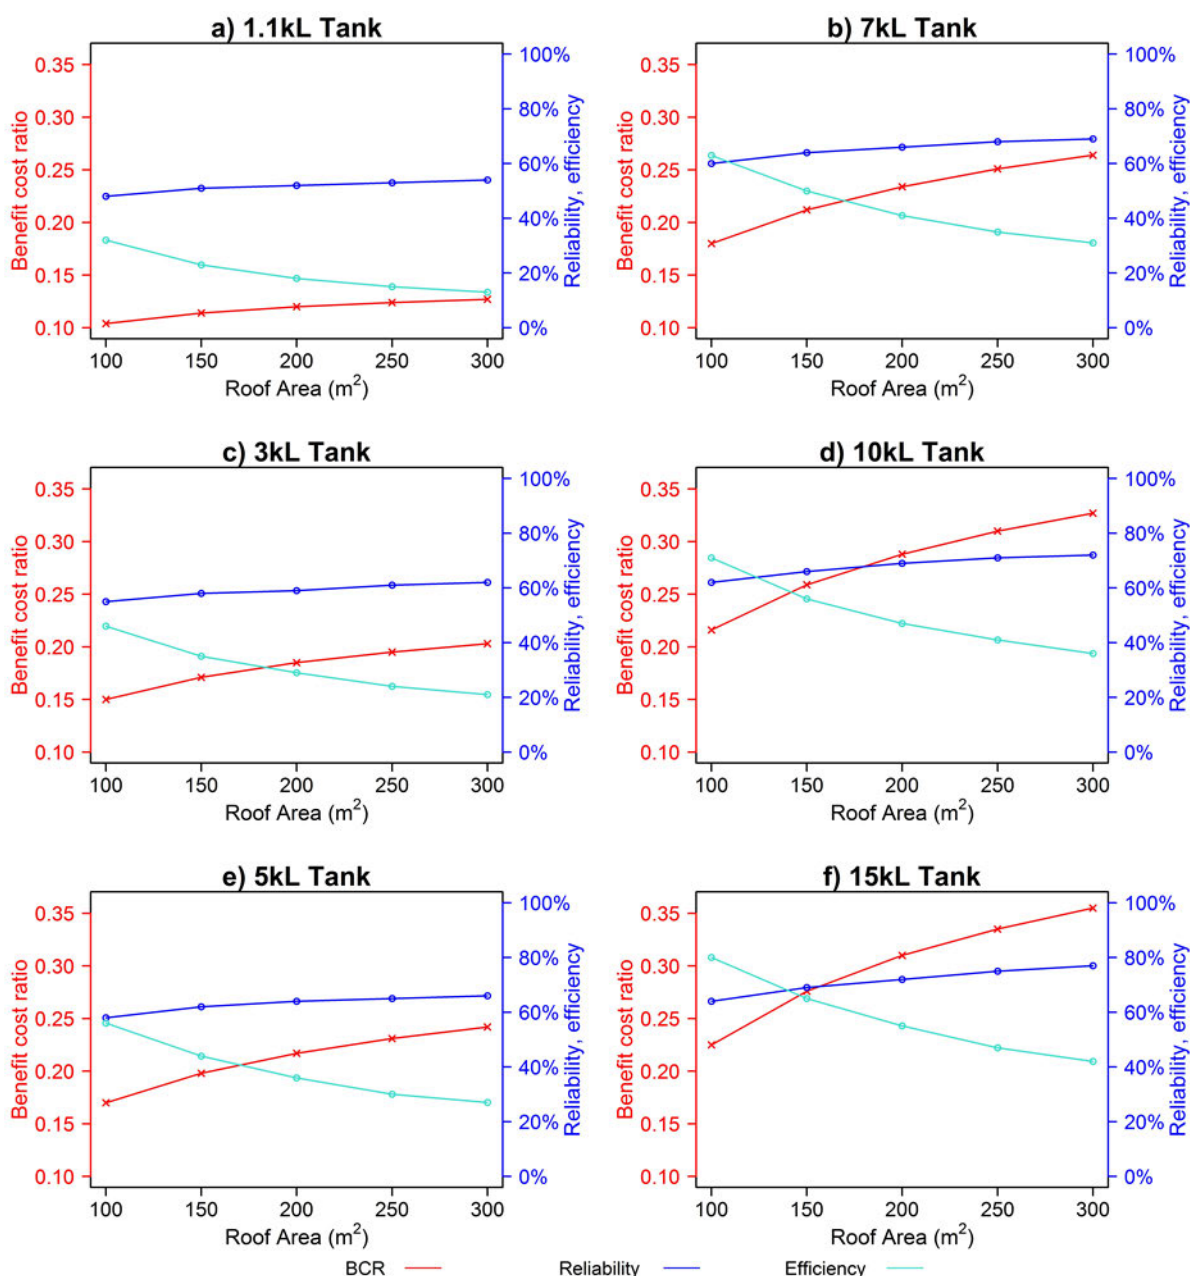 a) 1.1kL Tank
0.35
0.30
0.25
0.20
0.15
0.10
Benefit cost ratio
100%
80%
60%
40%
20%
0%
Reliability, efficiency
100 150 200 250 300
Roof Area (m²)
b) 7kL Tank
0.35
0.30
0.25
0.20
0.15
0.10
Benefit cost ratio
100%
80%
60%
40%
20%
0%
Reliability, efficiency
100 150 200 250 300
Roof Area (m²)
c) 3kL Tank
0.35
0.30
0.25
0.20
0.15
0.10
Benefit cost ratio
100%
80%
60%
40%
20%
0%
Reliability, efficiency
100 150 200 250 300
Roof Area (m²)
d) 10kL Tank
0.35
0.30
0.25
0.20
0.15
0.10
Benefit cost ratio
100%
80%
60%
40%
20%
0%
Reliability, efficiency
100 150 200 250 300
Roof Area (m²)
e) 5kL Tank
0.35
0.30
0.25
0.20
0.15
0.10
Benefit cost ratio
100%
80%
60%
40%
20%
0%
Reliability, efficiency
100 150 200 250 300
Roof Area (m²)
f) 15kL Tank
0.35
0.30
0.25
0.20
0.15
0.10
Benefit cost ratio
100%
80%
60%
40%
20%
0%
Reliability, efficiency
100 150 200 250 300
Roof Area (m²)
BCR Reliability Efficiency